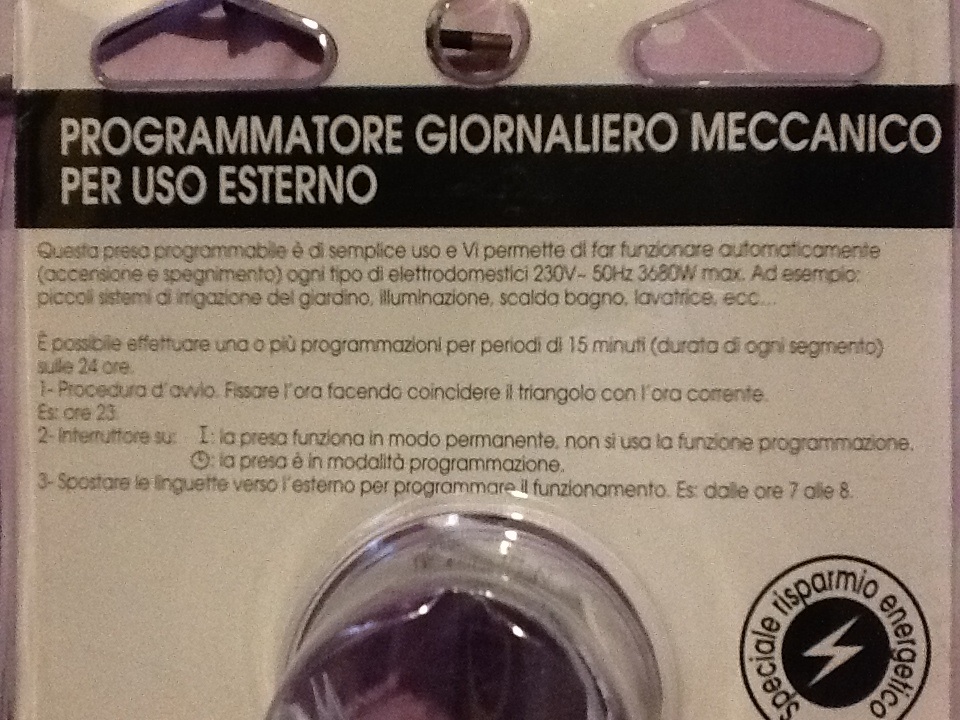 PROGRAMMATORE GIORNALIERO MECCANICO
PER USO ESTERNO
Questa presa programmabile è di semplice uso e Vi permette di far funzionare automaticamente
(accensione e spegnimento) ogni tipo di elettrodomestici 230V~ 50Hz 3680W max. Ad esempio:
piccoli sistemi di irrigazione del giardino, illuminazione, scalda bagno, lavatrice, ecc...
È possibile effettuare una o più programmazioni per periodi di 15 minuti (durata di ogni segmento)
sulle 24 ore.
1- Procedura d'avvio. Fissare l'ora facendo coincidere il triangolo con l'ora corrente.
Es: ore 23.
2- Interruttore su: I: la presa funziona in modo permanente, non si usa la funzione programmazione.
: la presa è in modalità programmazione.
3- Spostare le linguette verso l'esterno per programmare il funzionamento. Es: dalle ore 7 alle 8.
speciale risparmio energetico